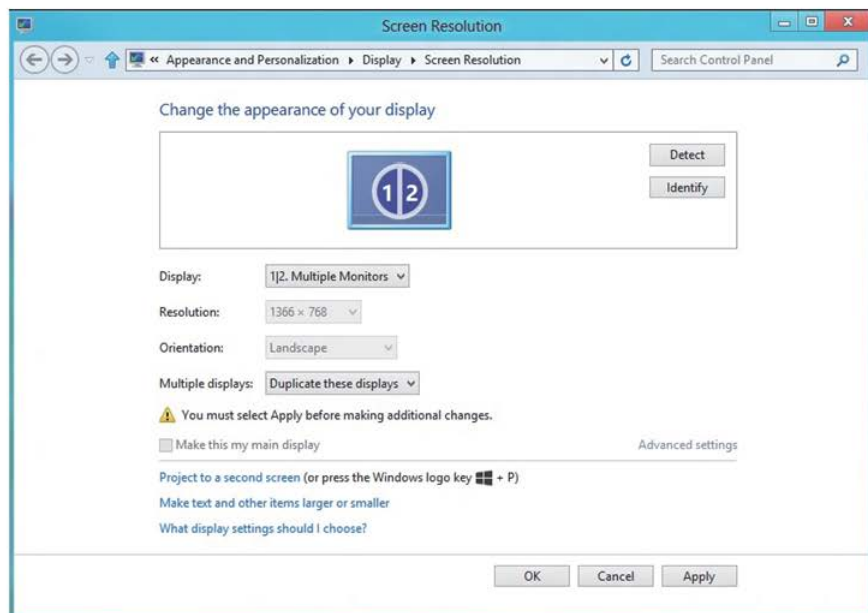 Screen Resolution
« Appearance and Personalization ▸ Display ▸ Screen Resolution
Search Control Panel
Change the appearance of your display
1|2
Detect
Identify
Display: 1|2. Multiple Monitors
Resolution: 1366 × 768
Orientation: Landscape
Multiple displays: Duplicate these displays
You must select Apply before making additional changes.
Make this my main display
Advanced settings
Project to a second screen (or press the Windows logo key + P)
Make text and other items larger or smaller
What display settings should I choose?
OK Cancel Apply